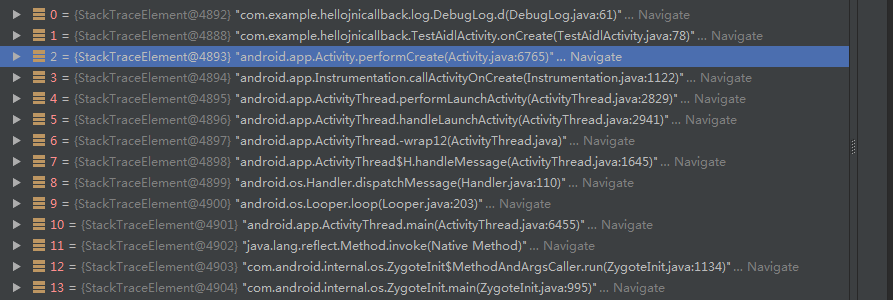 0 = {StackTraceElement@4892} "com.example.hellojnicallback.log.DebugLog.d(DebugLog.java:61)"... Navigate
1 = {StackTraceElement@4888} "com.example.hellojnicallback.TestAidlActivity.onCreate(TestAidlActivity.java:78)"... Navigate
2 = {StackTraceElement@4893} "android.app.Activity.performCreate(Activity.java:6765)"... Navigate
3 = {StackTraceElement@4894} "android.app.Instrumentation.callActivityOnCreate(Instrumentation.java:1122)"... Navigate
4 = {StackTraceElement@4895} "android.app.ActivityThread.performLaunchActivity(ActivityThread.java:2829)"... Navigate
5 = {StackTraceElement@4896} "android.app.ActivityThread.handleLaunchActivity(ActivityThread.java:2941)"... Navigate
6 = {StackTraceElement@4897} "android.app.ActivityThread.-wrap12(ActivityThread.java)"... Navigate
7 = {StackTraceElement@4898} "android.app.ActivityThread$H.handleMessage(ActivityThread.java:1645)"... Navigate
8 = {StackTraceElement@4899} "android.os.Handler.dispatchMessage(Handler.java:110)"... Navigate
9 = {StackTraceElement@4900} "android.os.Looper.loop(Looper.java:203)"... Navigate
10 = {StackTraceElement@4901} "android.app.ActivityThread.main(ActivityThread.java:6455)"... Navigate
11 = {StackTraceElement@4902} "java.lang.reflect.Method.invoke(Native Method)"... Navigate
12 = {StackTraceElement@4903} "com.android.internal.os.ZygoteInit$MethodAndArgsCaller.run(ZygoteInit.java:1134)"... Navigate
13 = {StackTraceElement@4904} "com.android.internal.os.ZygoteInit.main(ZygoteInit.java:995)"... Navigate